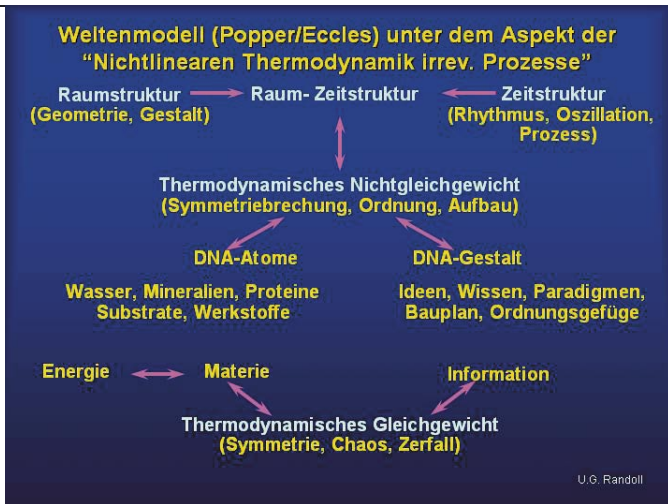 Weltenmodell (Popper/Eccles) unter dem Aspekt der
“Nichtlinearen Thermodynamik irrev. Prozesse”
Raumstruktur
(Geometrie, Gestalt)
Raum- Zeitstruktur
Zeitstruktur
(Rhythmus, Oszillation,
Prozess)
Thermodynamisches Nichtgleichgewicht
(Symmetriebrechung, Ordnung, Aufbau)
DNA-Atome
Wasser, Mineralien, Proteine
Substrate, Werkstoffe
DNA-Gestalt
Ideen, Wissen, Paradigmen,
Bauplan, Ordnungsgefüge
Energie
Materie
Information
Thermodynamisches Gleichgewicht
(Symmetrie, Chaos, Zerfall)
U.G. Randoll